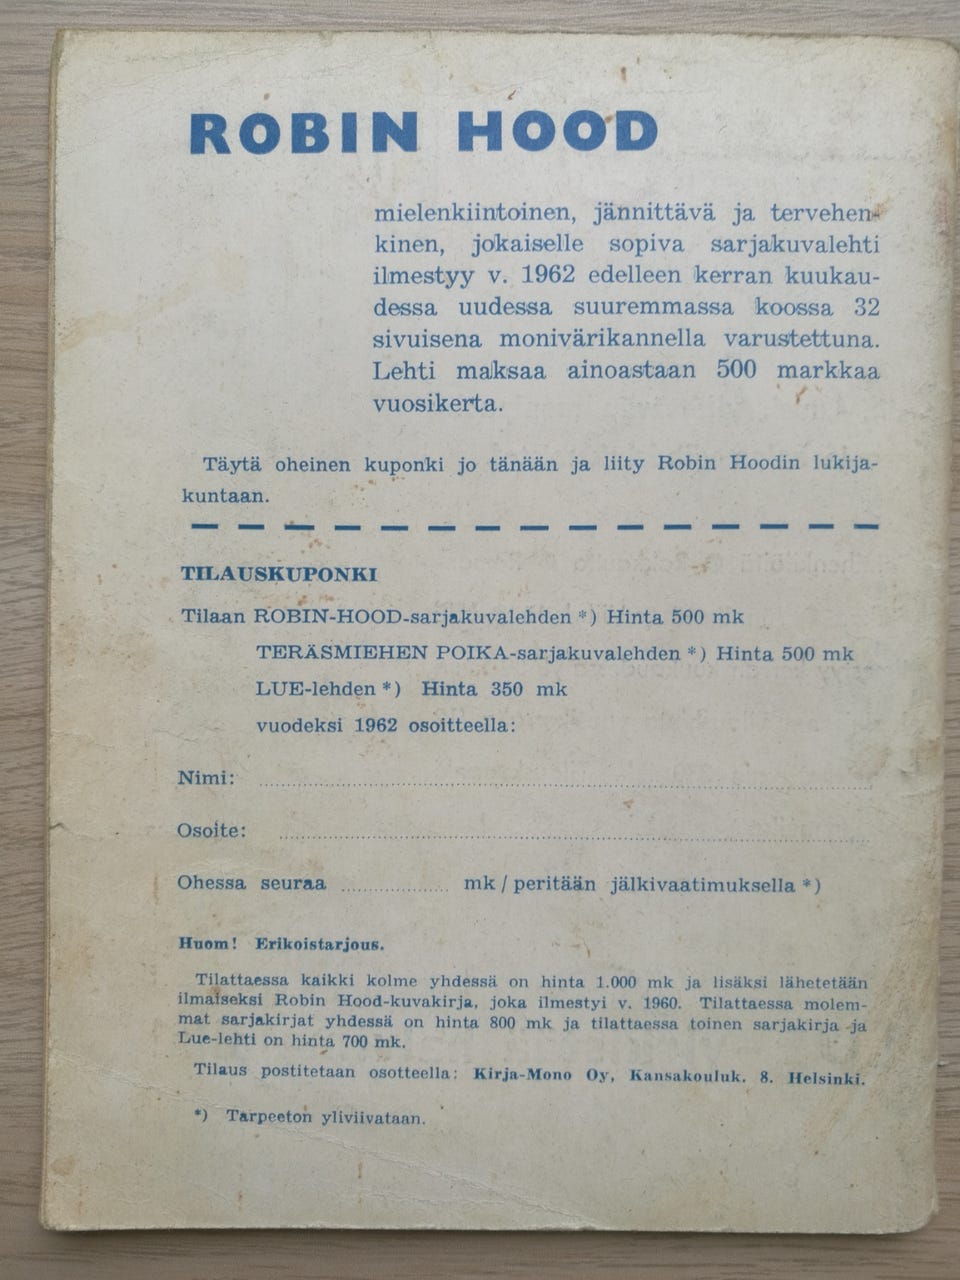 ROBIN HOOD
mielenkiintoinen, jännittävä ja tervehen-
kinen, jokaiselle sopiva sarjakuvalehti
ilmestyy v. 1962 edelleen kerran kuukau-
dessa uudessa suuremmassa koossa 32
sivuisena monivärikannella varustettuna.
Lehti maksaa ainoastaan 500 markkaa
vuosikerta.
Täytä oheinen kuponki jo tänään ja liity Robin Hoodin lukija-
kuntaan.
TILAUSKUPONKI
Tilaan ROBIN-HOOD-sarjakuvalehden *) Hinta 500 mk
TERÄSMIEHEN POIKA-sarjakuvalehden *) Hinta 500 mk
LUE-lehden *) Hinta 350 mk
vuodeksi 1962 osoitteella:
Nimi:
Osoite:
Ohessa seuraa .................. mk / peritään jälkivaatimuksella *)
Huom! Erikoistarjous.
Tilattaessa kaikki kolme yhdessä on hinta 1.000 mk ja lisäksi lähetetään
ilmaiseksi Robin Hood-kuvakirja, joka ilmestyi v. 1960. Tilattaessa molem-
mat sarjakirjat yhdessä on hinta 800 mk ja tilattaessa toinen sarjakirja ja
Lue-lehti on hinta 700 mk.
Tilaus postitetaan osotteella: Kirja-Mono Oy, Kansakouluk. 8. Helsinki.
*) Tarpeeton yliviivataan.